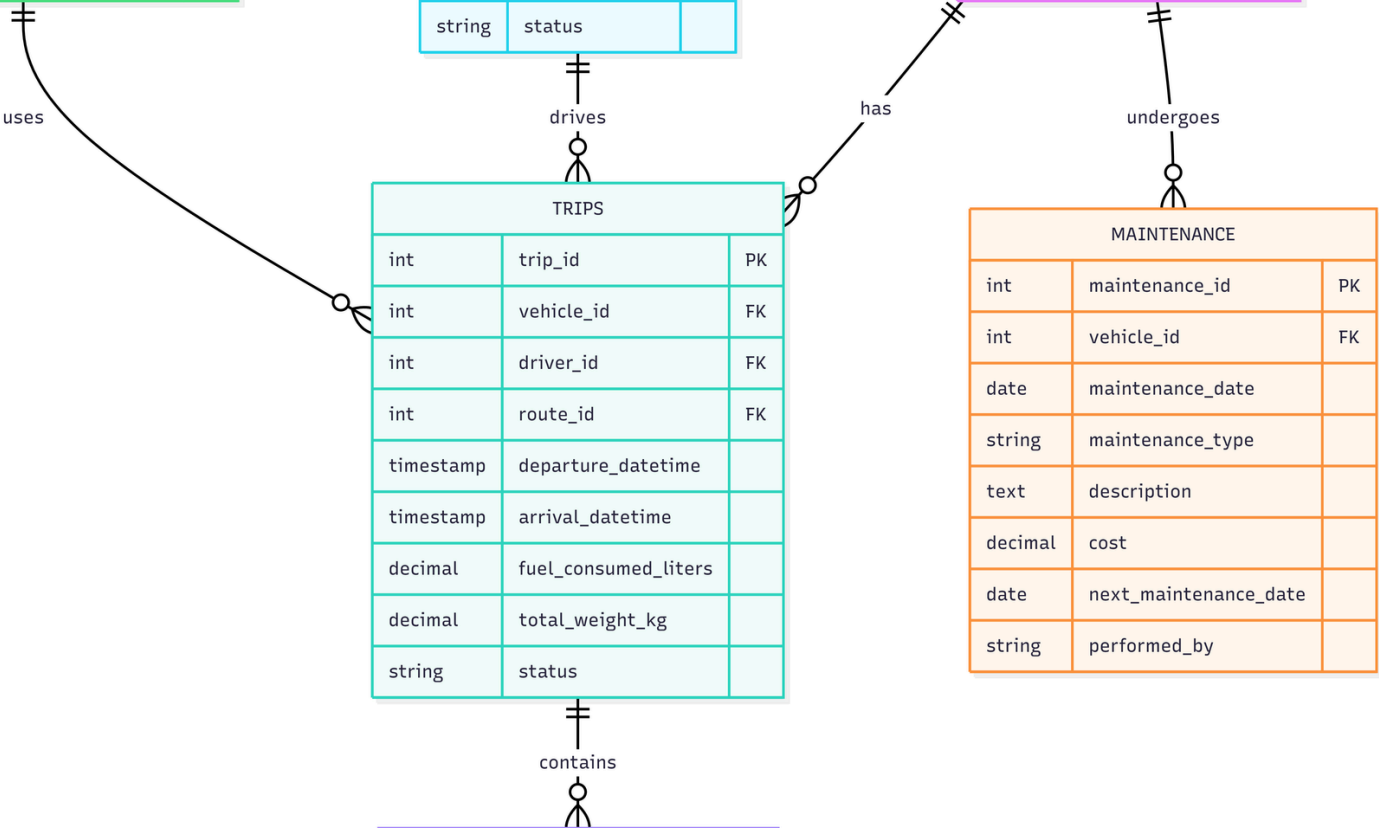 string status
uses
drives
has
undergoes
TRIPS
int trip_id PK
int vehicle_id FK
int driver_id FK
int route_id FK
timestamp departure_datetime
timestamp arrival_datetime
decimal fuel_consumed_liters
decimal total_weight_kg
string status
MAINTENANCE
int maintenance_id PK
int vehicle_id FK
date maintenance_date
string maintenance_type
text description
decimal cost
date next_maintenance_date
string performed_by
contains